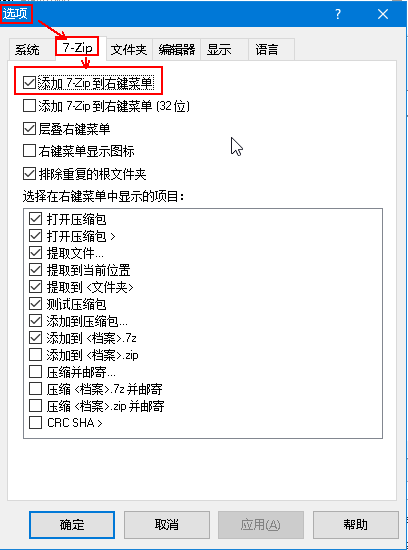 选项
?
系统 7-Zip 文件夹 编辑器 显示 语言
添加 7-Zip 到右键菜单
添加 7-Zip 到右键菜单 (32 位)
层叠右键菜单
右键菜单显示图标
排除重复的根文件夹
选择在右键菜单中显示的项目:
打开压缩包
打开压缩包 >
提取文件...
提取到当前位置
提取到 <文件夹>
测试压缩包
添加到压缩包...
添加到 <档案>.7z
添加到 <档案>.zip
压缩并邮寄...
压缩 <档案>.7z 并邮寄
压缩 <档案>.zip 并邮寄
CRC SHA >
确定 取消 应用(A) 帮助